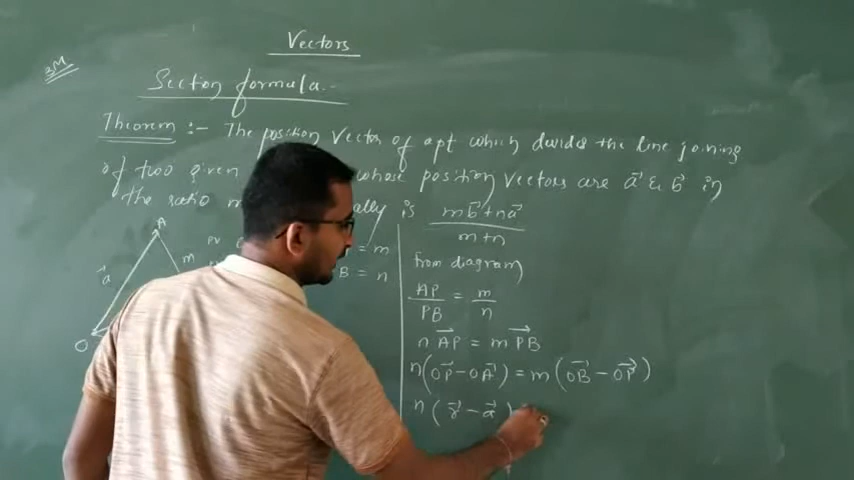 Vectors
3M
Section formula :-
Theorem :- The position vector of a pt which divides the line joining
of two given whose position vectors are a⃗ & b⃗ in
the ratio m ally is (mb⃗+na⃗)/(m+n)
A
PV
m
a⃗
O
= m
B = n
from diagram,
AP/PB = m/n
n AP⃗ = m PB⃗
n(OP⃗ - OA⃗) = m(OB⃗ - OP⃗)
n(r⃗ - a⃗) =